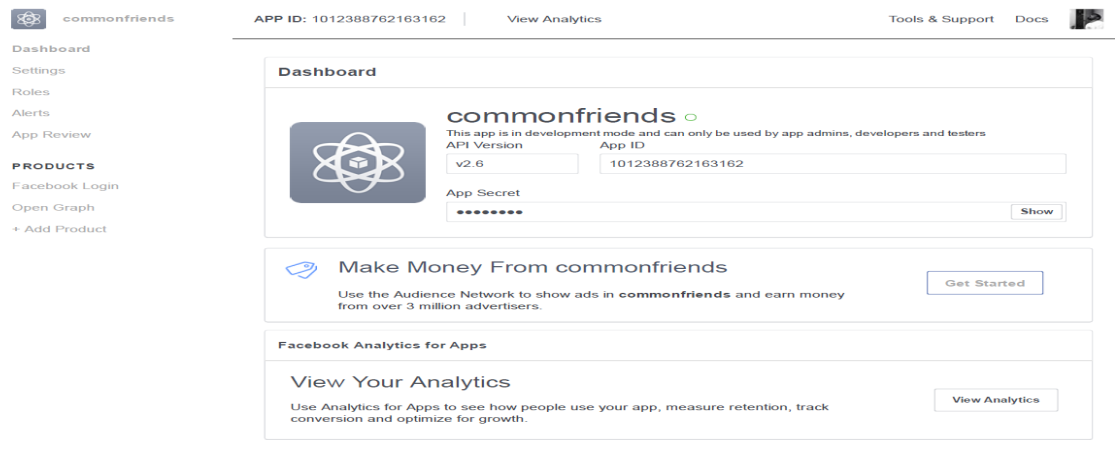 commonfriends
APP ID: 1012388762163162 View Analytics Tools & Support Docs
Dashboard
Settings
Roles
Alerts
App Review
PRODUCTS
Facebook Login
Open Graph
+ Add Product
Dashboard
commonfriends
This app is in development mode and can only be used by app admins, developers and testers
API Version App ID
v2.6 1012388762163162
App Secret
●●●●●●●● Show
Make Money From commonfriends
Use the Audience Network to show ads in commonfriends and earn money
from over 3 million advertisers.
Get Started
Facebook Analytics for Apps
View Your Analytics
Use Analytics for Apps to see how people use your app, measure retention, track
conversion and optimize for growth.
View Analytics